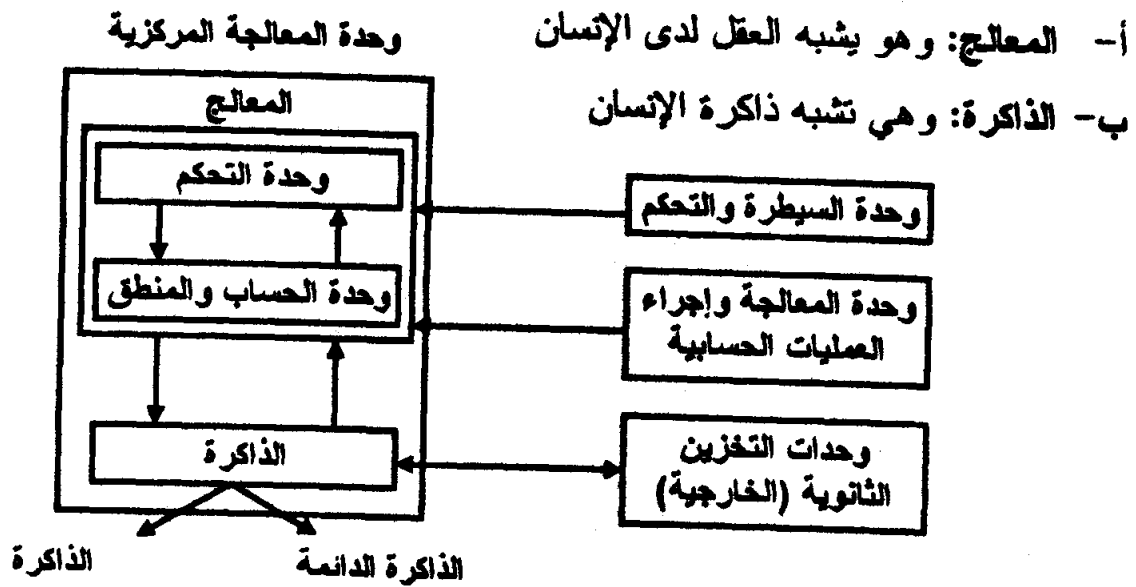 أ- المعالج: وهو يشبه العقل لدى الإنسان
ب- الذاكرة: وهي تشبه ذاكرة الإنسان
وحدة المعالجة المركزية
المعالج
وحدة التحكم
وحدة الحساب والمنطق
الذاكرة
الذاكرة الدائمة
الذاكرة
وحدة السيطرة والتحكم
وحدة المعالجة وإجراء
العمليات الحسابية
وحدات التخزين
الثانوية (الخارجية)